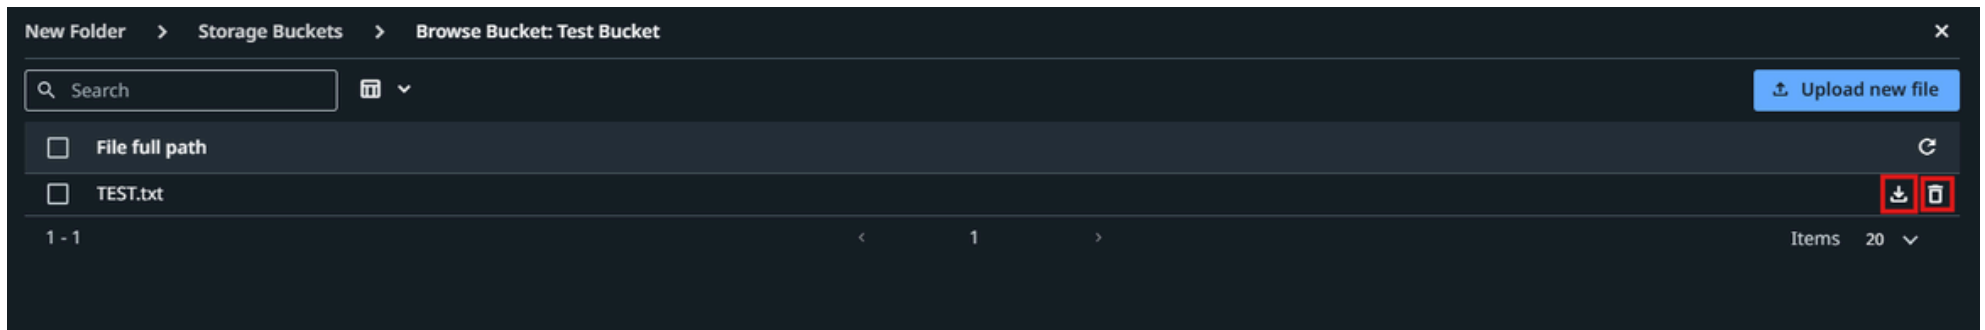 New Folder > Storage Buckets > Browse Bucket: Test Bucket
Search
Upload new file
File full path
TEST.txt
1 - 1 < 1 > Items 20